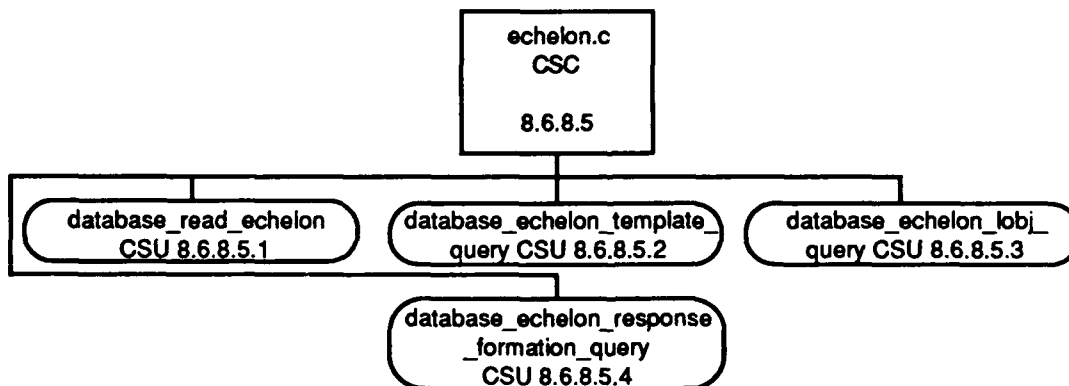 echelon.c
CSC
8.6.8.5
database_read_echelon
CSU 8.6.8.5.1
database_echelon_template_
query CSU 8.6.8.5.2
database_echelon_lobj_
query CSU 8.6.8.5.3
database_echelon_response
_formation_query
CSU 8.6.8.5.4